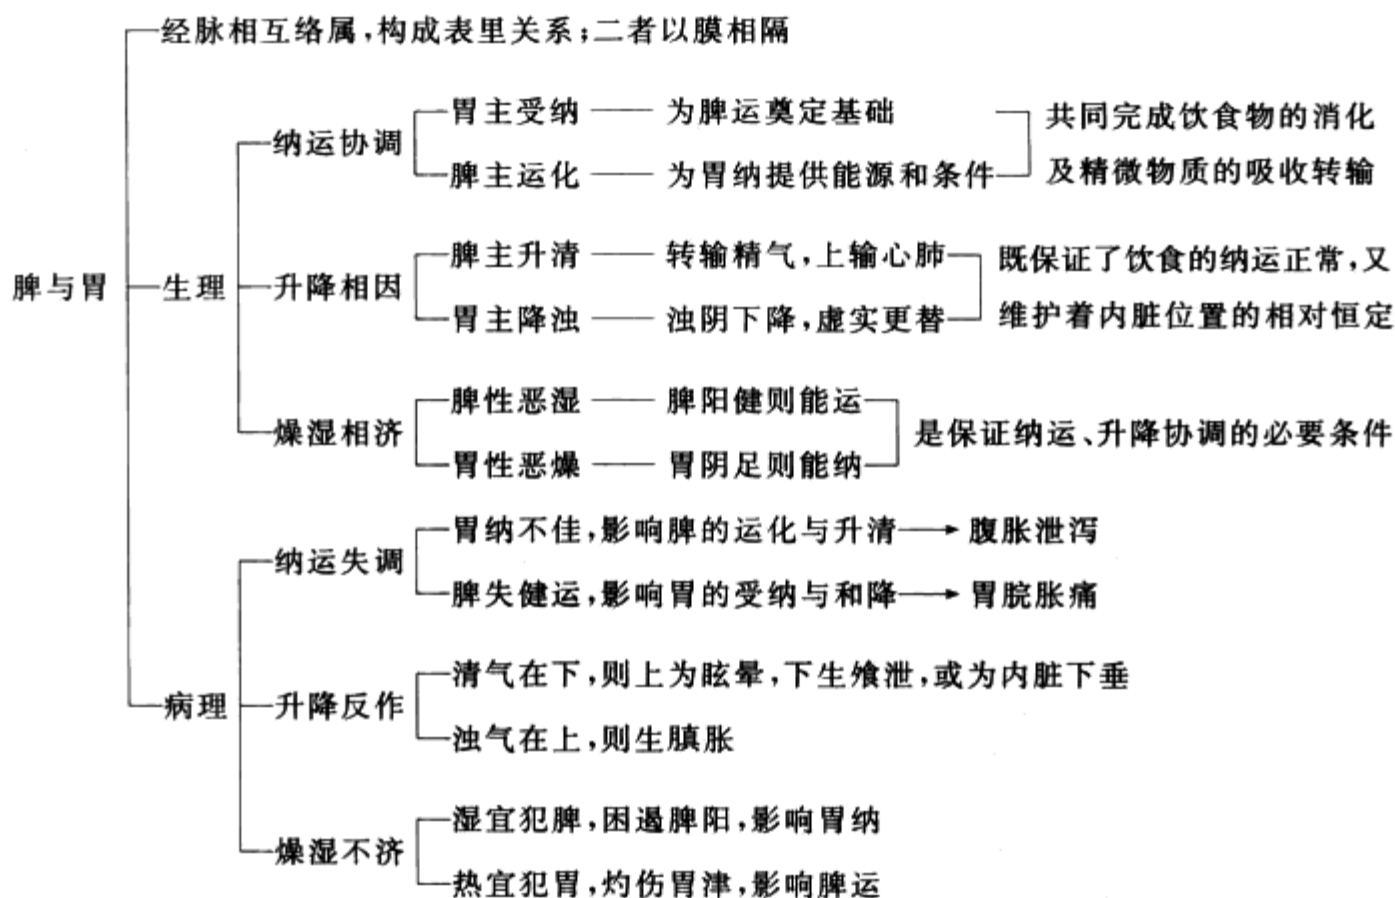 经脉相互络属,构成表里关系;二者以膜相隔
胃主受纳 —— 为脾运奠定基础
共同完成饮食物的消化
纳运协调
脾主运化 —— 为胃纳提供能源和条件
及精微物质的吸收转输
脾主升清 —— 转输精气,上输心肺
既保证了饮食的纳运正常,又
脾与胃
生理
升降相因
胃主降浊 —— 浊阴下降,虚实更替
维护着内脏位置的相对恒定
脾性恶湿 —— 脾阳健则能运
燥湿相济
是保证纳运、升降协调的必要条件
胃性恶燥 —— 胃阴足则能纳
胃纳不佳,影响脾的运化与升清→腹胀泄泻
纳运失调
脾失健运,影响胃的受纳与和降→胃脘胀痛
清气在下,则上为眩晕,下生飧泄,或为内脏下垂
病理
升降反作
浊气在上,则生䐜胀
湿宜犯脾,困遏脾阳,影响胃纳
燥湿不济
热宜犯胃,灼伤胃津,影响脾运